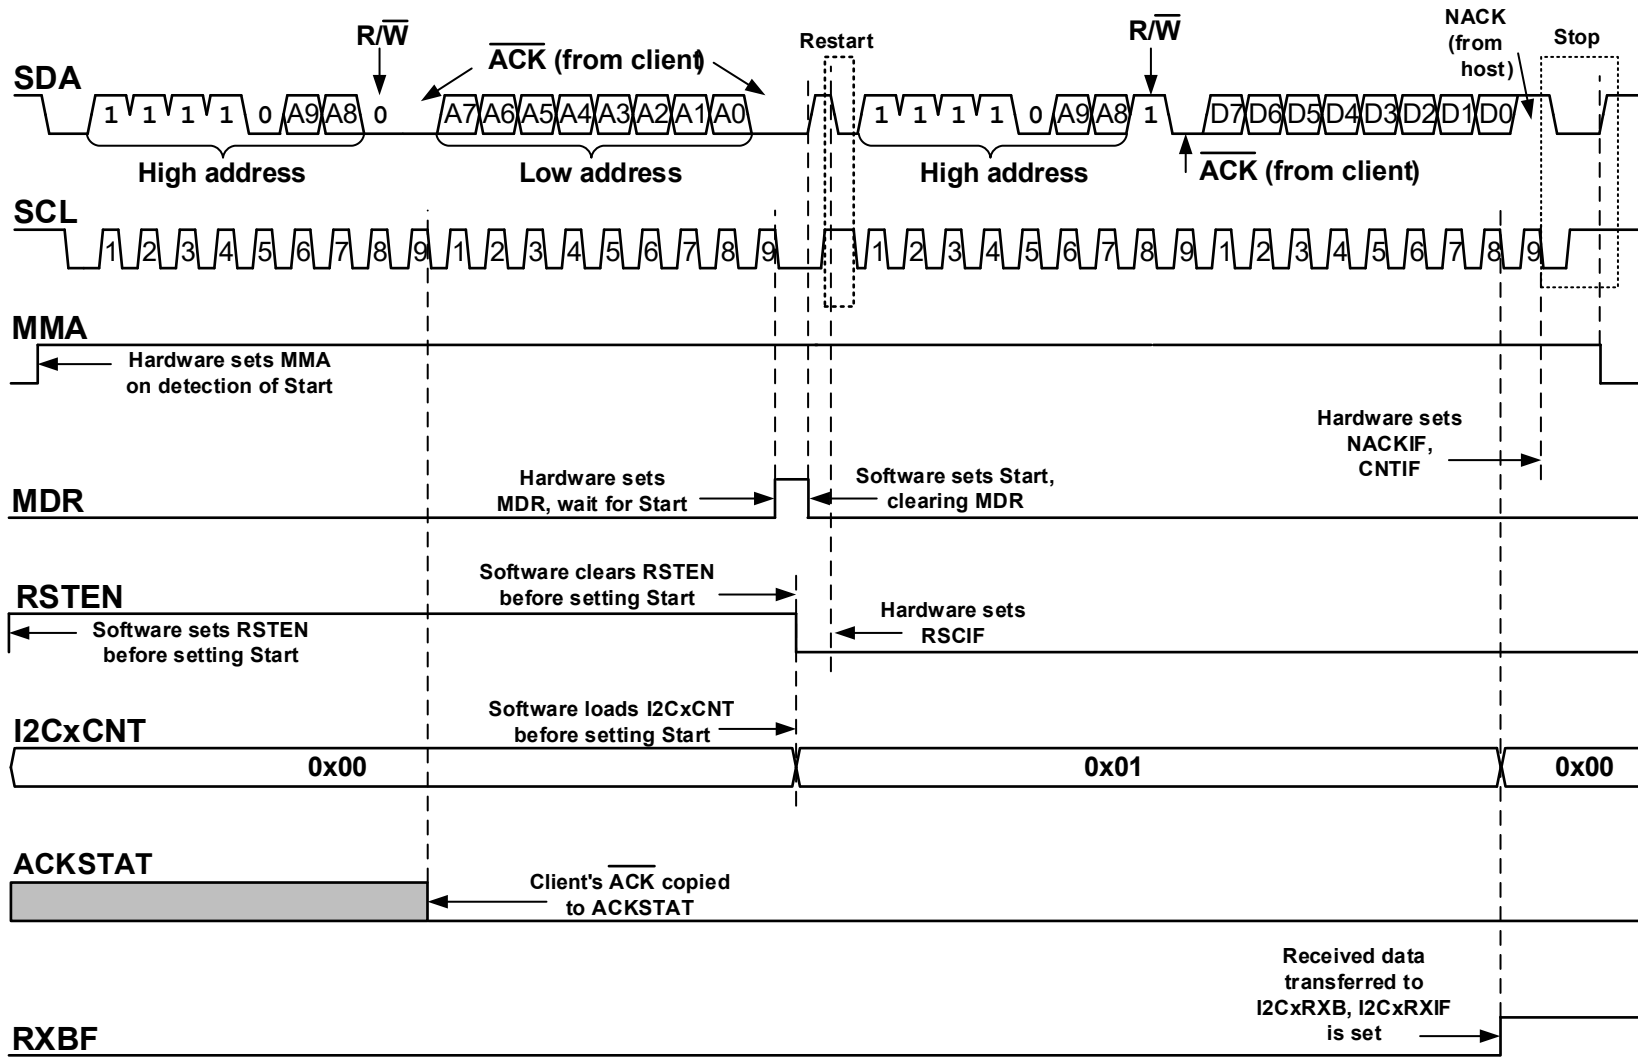 R/W
ACK (from client)
Restart
R/W
NACK
(from
host)
Stop
SDA
1 1 1 1 0 A9 A8 0 A7 A6 A5 A4 A3 A2 A1 A0 1 1 1 1 0 A9 A8 1 D7 D6 D5 D4 D3 D2 D1 D0
High address
Low address
High address
ACK (from client)
SCL
1 2 3 4 5 6 7 8 9 1 2 3 4 5 6 7 8 9 1 2 3 4 5 6 7 8 9 1 2 3 4 5 6 7 8 9
MMA
Hardware sets MMA
on detection of Start
Hardware sets
NACKIF,
CNTIF
MDR
Hardware sets
MDR, wait for Start
Software sets Start,
clearing MDR
RSTEN
Software sets RSTEN
before setting Start
Software clears RSTEN
before setting Start
Hardware sets
RSCIF
I2CxCNT
Software loads I2CxCNT
before setting Start
0x00 0x01 0x00
ACKSTAT
Client's ACK copied
to ACKSTAT
RXBF
Received data
transferred to
I2CxRXB, I2CxRXIF
is set